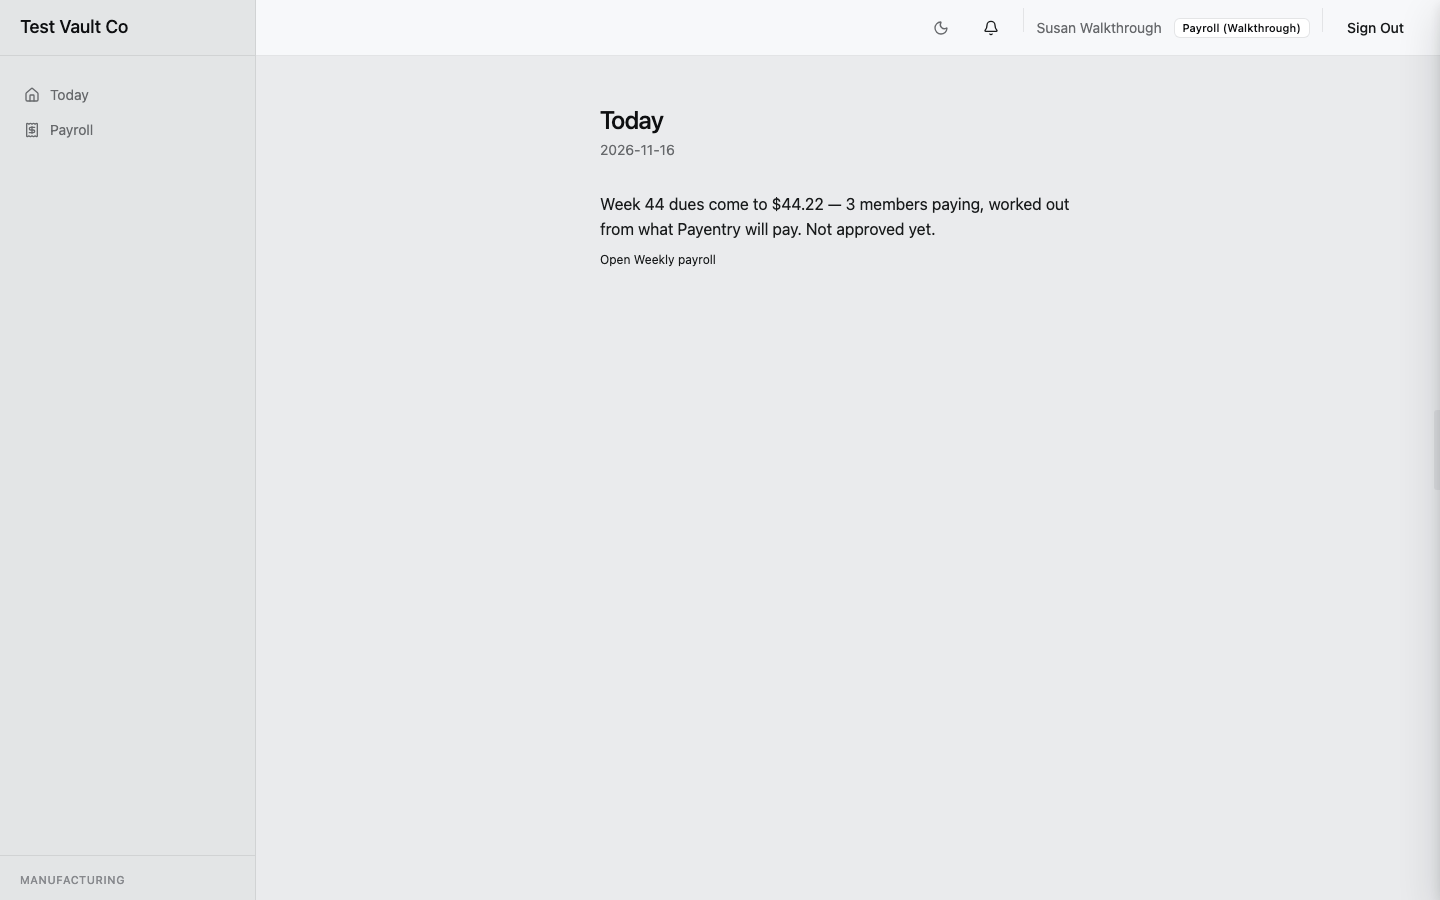 Test Vault Co
Susan Walkthrough
Payroll (Walkthrough)
Sign Out
Today
Payroll
Today
2026-11-16
Week 44 dues come to $44.22 — 3 members paying, worked out
from what Payentry will pay. Not approved yet.
Open Weekly payroll
MANUFACTURING